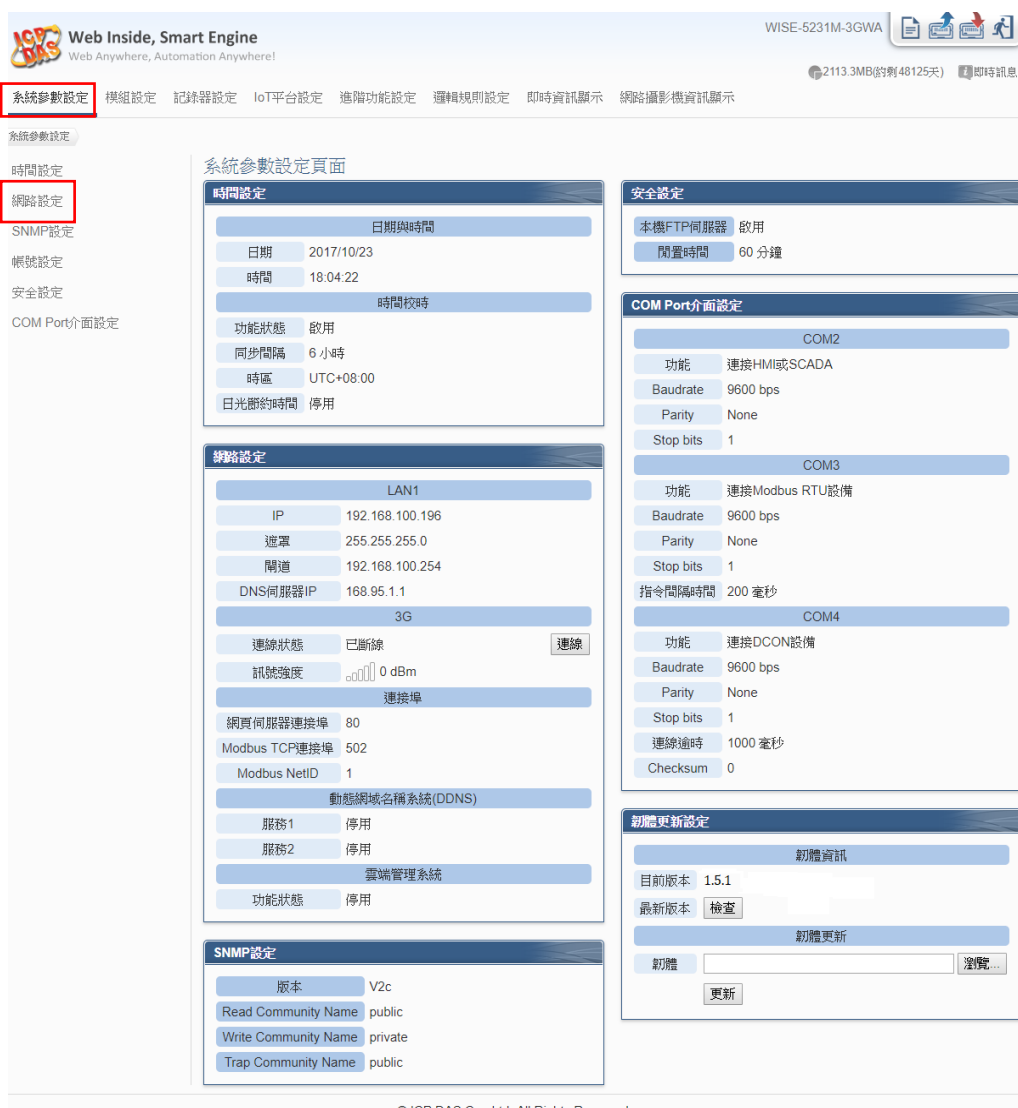 ICP DAS
Web Inside, Smart Engine
Web Anywhere, Automation Anywhere!
WISE-5231M-3GWA
2113.3MB(約剩48125天) 即時訊息
系統參數設定 模組設定 記錄器設定 IoT平台設定 進階功能設定 邏輯規則設定 即時資訊顯示 網路攝影機資訊顯示
系統參數設定
時間設定
網路設定
SNMP設定
帳號設定
安全設定
COM Port介面設定
系統參數設定頁面
時間設定
日期與時間
日期 2017/10/23
時間 18:04:22
時間校時
功能狀態 啟用
同步間隔 6 小時
時區 UTC+08:00
日光節約時間 停用
網路設定
LAN1
IP 192.168.100.196
遮罩 255.255.255.0
閘道 192.168.100.254
DNS伺服器IP 168.95.1.1
3G
連線狀態 已斷線 連線
訊號強度 0 dBm
連接埠
網頁伺服器連接埠 80
Modbus TCP連接埠 502
Modbus NetID 1
動態網域名稱系統(DDNS)
服務1 停用
服務2 停用
雲端管理系統
功能狀態 停用
SNMP設定
版本 V2c
Read Community Name public
Write Community Name private
Trap Community Name public
安全設定
本機FTP伺服器 啟用
閒置時間 60 分鐘
COM Port介面設定
COM2
功能 連接HMI或SCADA
Baudrate 9600 bps
Parity None
Stop bits 1
COM3
功能 連接Modbus RTU設備
Baudrate 9600 bps
Parity None
Stop bits 1
指令間隔時間 200 毫秒
COM4
功能 連接DCON設備
Baudrate 9600 bps
Parity None
Stop bits 1
連線逾時 1000 毫秒
Checksum 0
韌體更新設定
韌體資訊
目前版本 1.5.1
最新版本 檢查
韌體更新
韌體 瀏覽...
更新